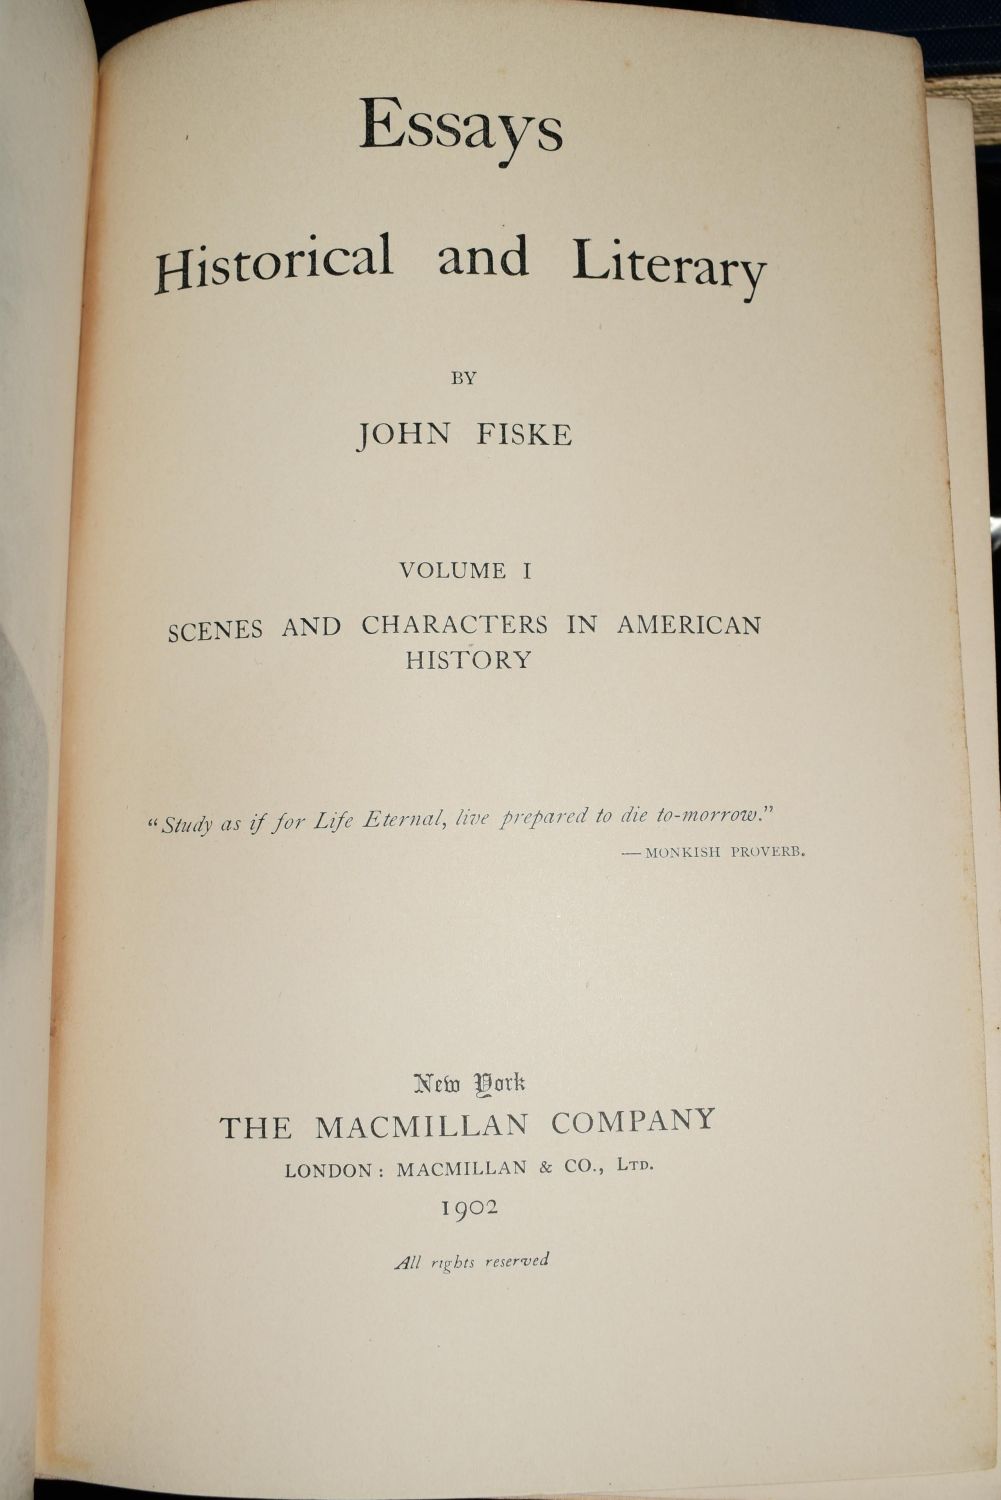 Essays
Historical and Literary
BY
JOHN FISKE
VOLUME I
SCENES AND CHARACTERS IN AMERICAN
HISTORY
"Study as if for Life Eternal, live prepared to die to-morrow."
— MONKISH PROVERB.
New York
THE MACMILLAN COMPANY
LONDON: MACMILLAN & CO., LTD.
1902
All rights reserved